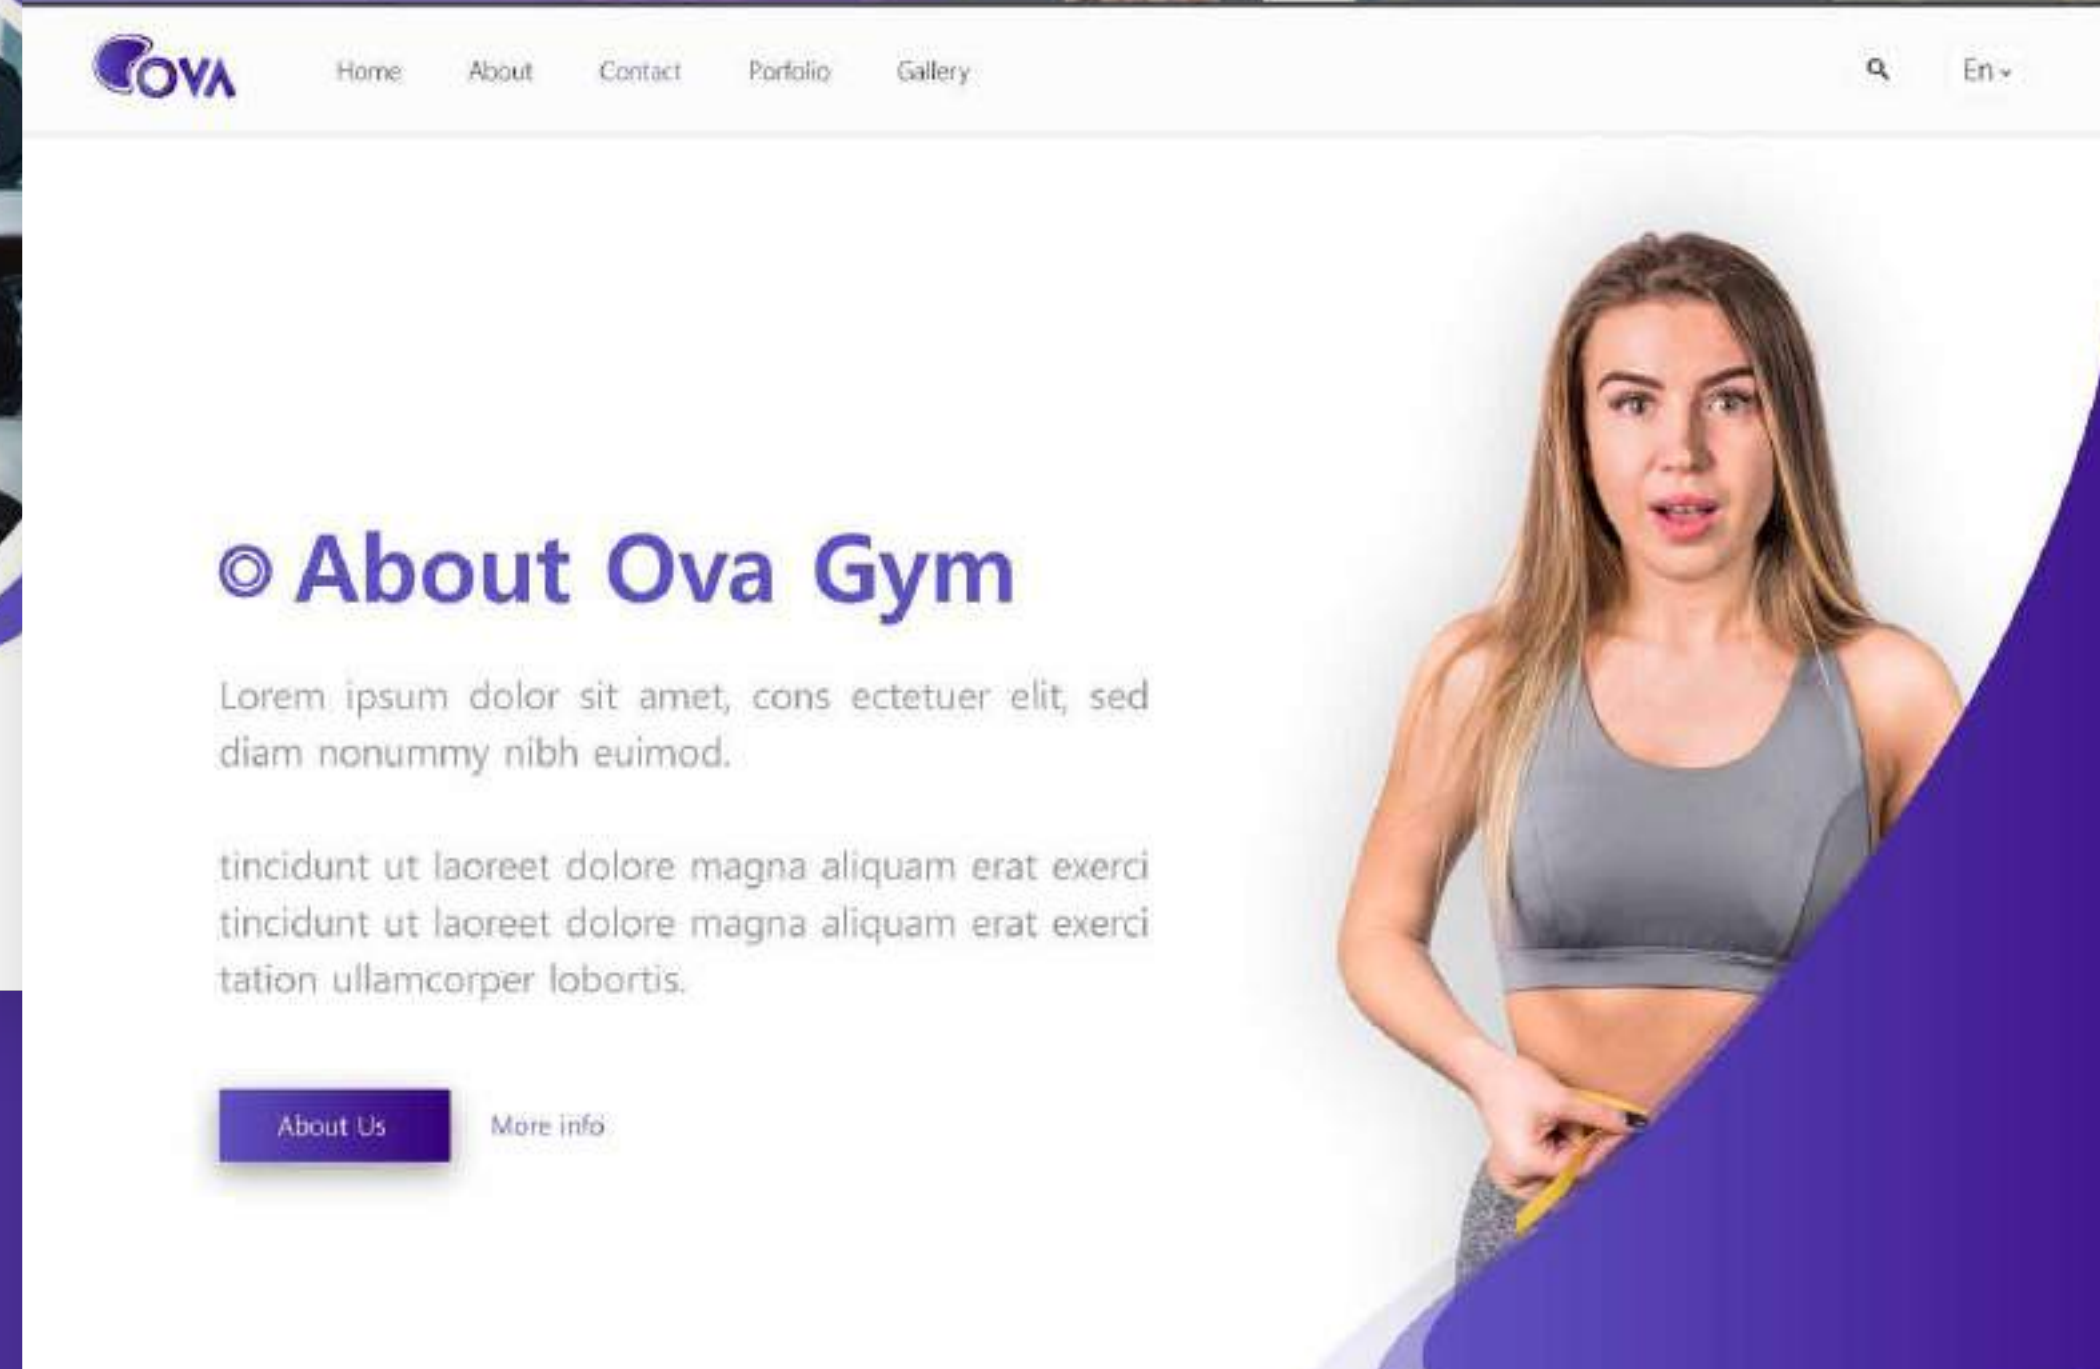 OVA
Home About Contact Porfolio Gallery En
About Ova Gym
Lorem ipsum dolor sit amet, cons ectetuer elit, sed
diam nonummy nibh euimod.
tincidunt ut laoreet dolore magna aliquam erat exerci
tincidunt ut laoreet dolore magna aliquam erat exerci
tation ullamcorper lobortis.
About Us More info